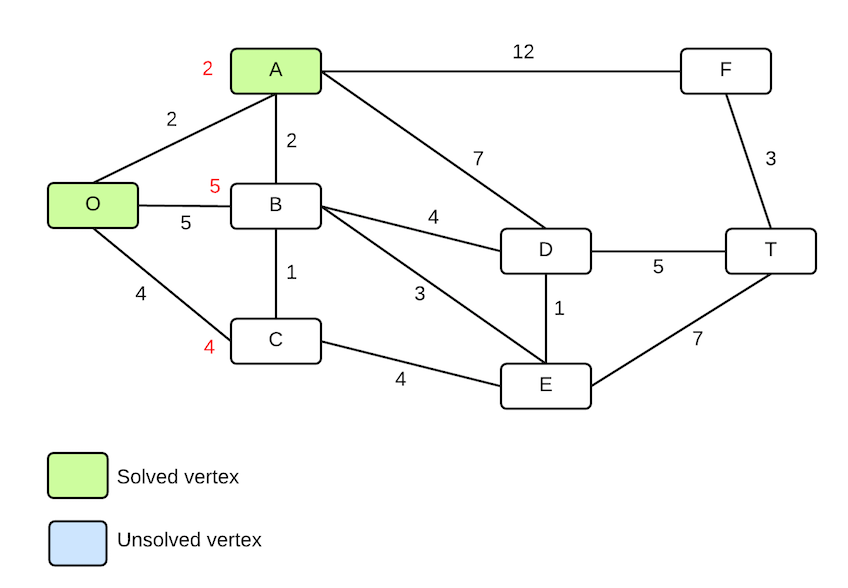 12
2 A F
2
2 7 3
5
O B
5 4
D T
5
4 1 3 1
4 C
7
4 E
Solved vertex
Unsolved vertex